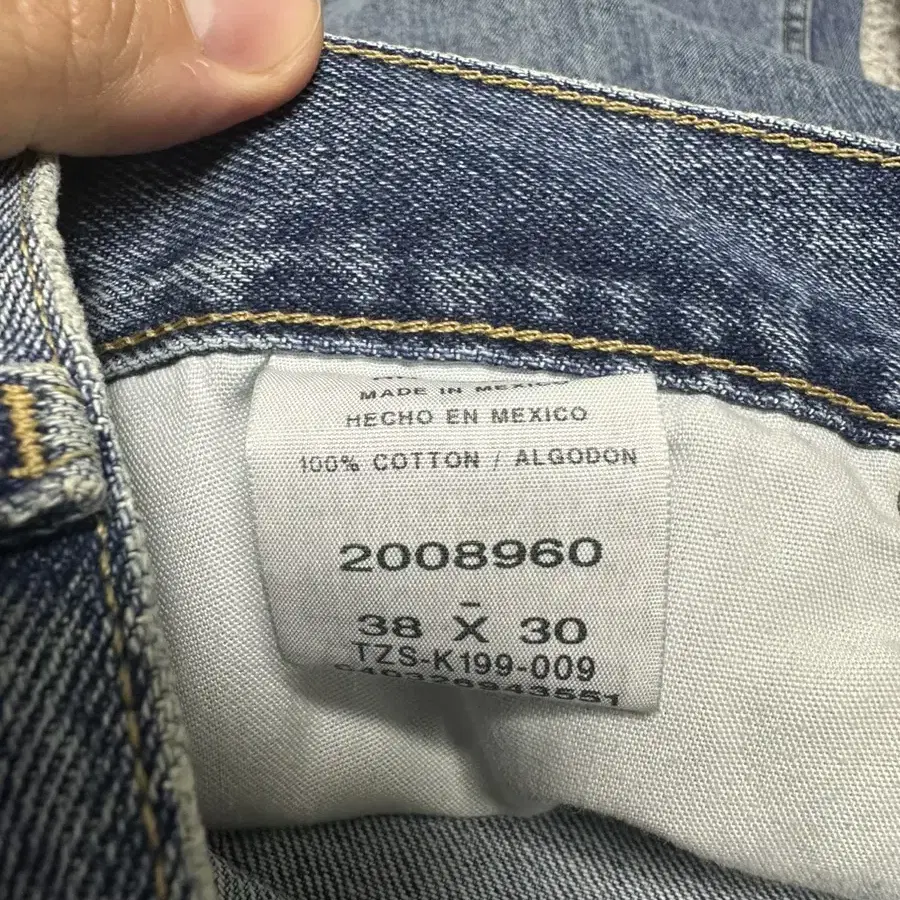 MADE IN MEXICO
HECHO EN MEXICO
100% COTTON / ALGODON
2008960
-
38 X 30
TZS-K199-009